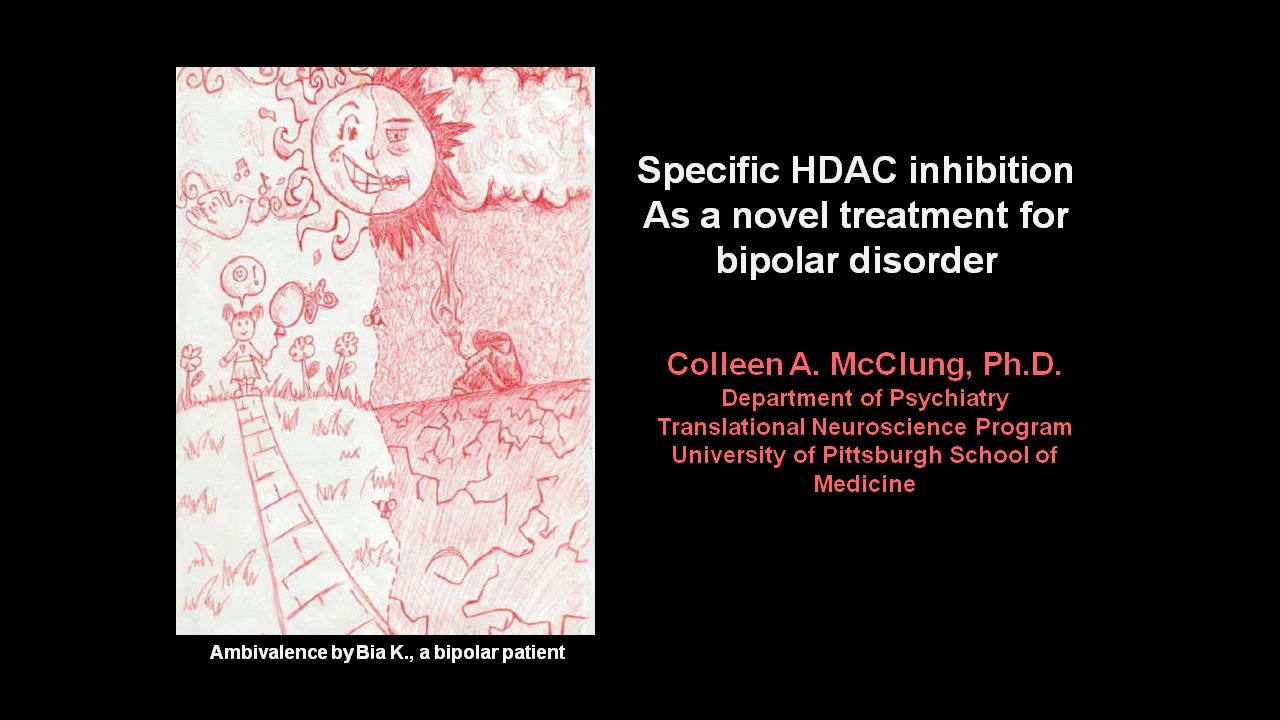 Specific HDAC inhibition
As a novel treatment for
bipolar disorder
Colleen A. McClung, Ph.D.
Department of Psychiatry
Translational Neuroscience Program
University of Pittsburgh School of
Medicine
Ambivalence by Bia K., a bipolar patient